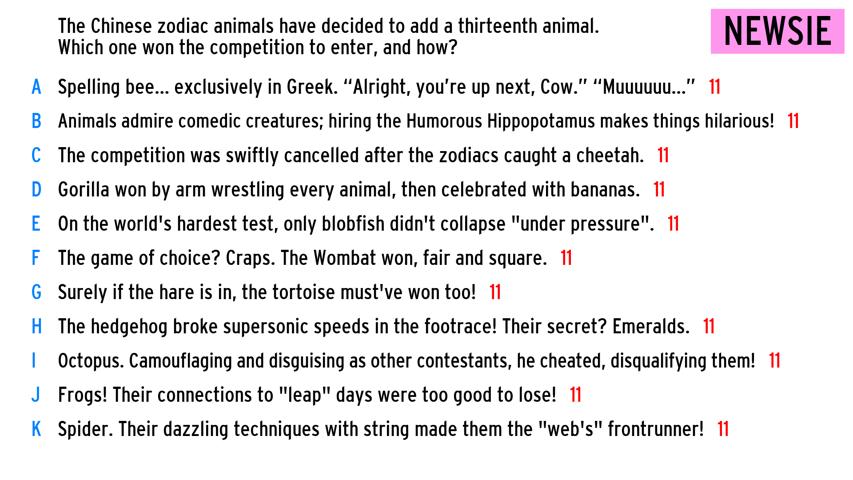 The Chinese zodiac animals have decided to add a thirteenth animal.
Which one won the competition to enter, and how?
NEWSIE
A Spelling bee... exclusively in Greek. “Alright, you’re up next, Cow.” “Muuuuuu...” 11
B Animals admire comedic creatures; hiring the Humorous Hippopotamus makes things hilarious! 11
C The competition was swiftly cancelled after the zodiacs caught a cheetah. 11
D Gorilla won by arm wrestling every animal, then celebrated with bananas. 11
E On the world's hardest test, only blobfish didn't collapse "under pressure". 11
F The game of choice? Craps. The Wombat won, fair and square. 11
G Surely if the hare is in, the tortoise must've won too! 11
H The hedgehog broke supersonic speeds in the footrace! Their secret? Emeralds. 11
I Octopus. Camouflaging and disguising as other contestants, he cheated, disqualifying them! 11
J Frogs! Their connections to "leap" days were too good to lose! 11
K Spider. Their dazzling techniques with string made them the "web's" frontrunner! 11